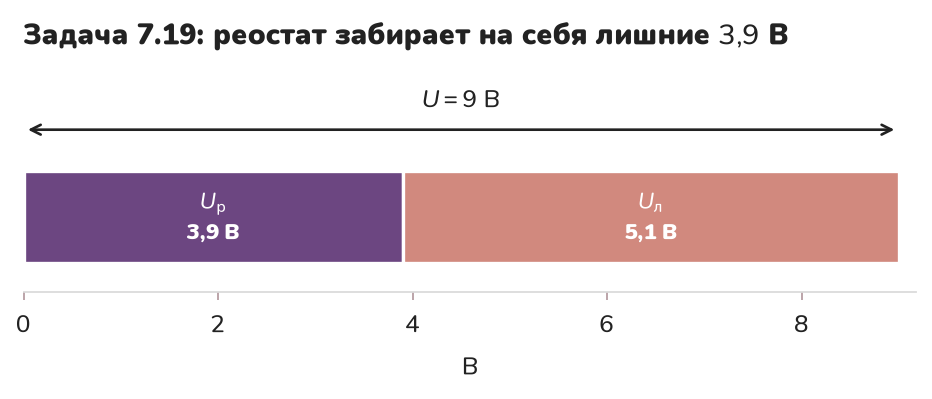 Задача 7.19: реостат забирает на себя лишние 3,9 В
U = 9 В
Uр
3,9 В
Uл
5,1 В
0 2 4 6 8
В